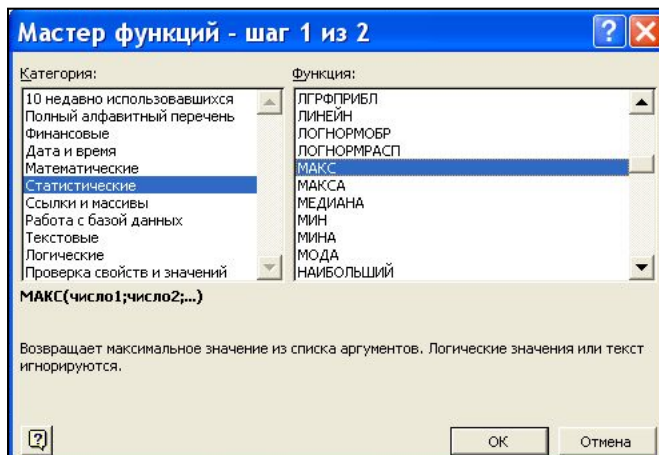 Мастер функций - шаг 1 из 2
Категория:
10 недавно использовавшихся
Полный алфавитный перечень
Финансовые
Дата и время
Математические
Статистические
Ссылки и массивы
Работа с базой данных
Текстовые
Логические
Проверка свойств и значений
Функция:
ЛГРФПРИБЛ
ЛИНЕЙН
ЛОГНОРМОБР
ЛОГНОРМРАСП
МАКС
МАКСА
МЕДИАНА
МИН
МИНА
МОДА
НАИБОЛЬШИЙ
МАКС(число1;число2;...)
Возвращает максимальное значение из списка аргументов. Логические значения или текст
игнорируются.
ОК
Отмена